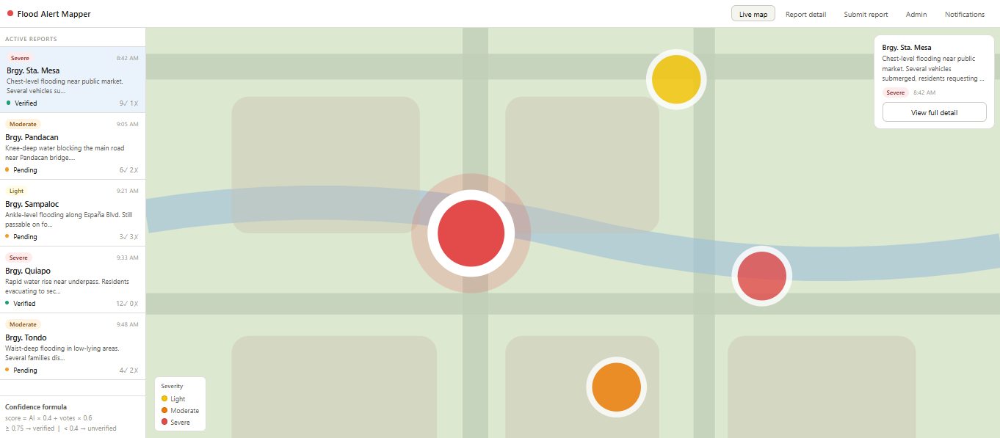 Flood Alert Mapper
Live map
Report detail
Submit report
Admin
Notifications
ACTIVE REPORTS
Severe 8:42 AM
Brgy. Sta. Mesa
Chest-level flooding near public market.
Several vehicles su...
Verified 9✓ 1✗
Moderate 9:05 AM
Brgy. Pandacan
Knee-deep water blocking the main road
near Pandacan bridge....
Pending 6✓ 2✗
Light 9:21 AM
Brgy. Sampaloc
Ankle-level flooding along España Blvd. Still
passable on fo...
Pending 3✓ 3✗
Severe 9:33 AM
Brgy. Quiapo
Rapid water rise near underpass. Residents
evacuating to sec...
Verified 12✓ 0✗
Moderate 9:48 AM
Brgy. Tondo
Waist-deep flooding in low-lying areas.
Several families dis...
Pending 4✓ 2✗
Confidence formula
score = AI × 0.4 + votes × 0.6
≥ 0.75 → verified | < 0.4 → unverified
Severity
Light
Moderate
Severe
Brgy. Sta. Mesa
Chest-level flooding near public
market. Several vehicles
submerged, residents requesting ...
Severe 8:42 AM
View full detail